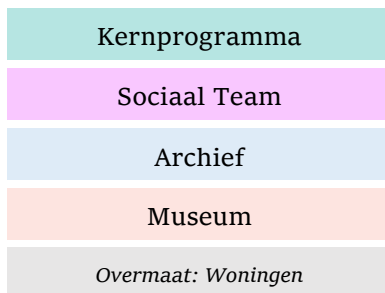 Kernprogramma
Sociaal Team
Archief
Museum
Overmaat: Woningen